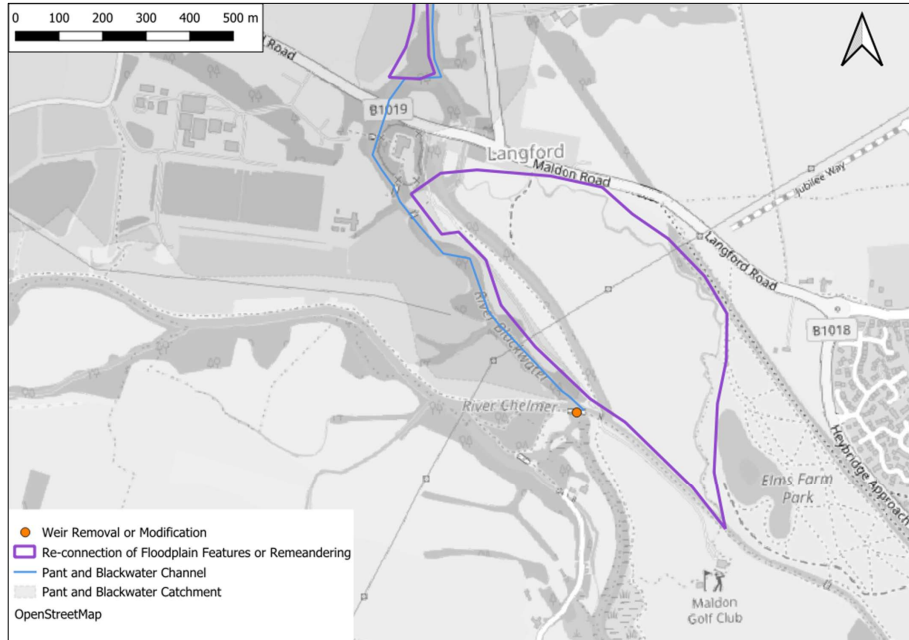 0 100 200 300 400 500 m
Road
B1019
Langford
Maldon Road
Jubilee Way
Langford Road
B1018
River Blackwater
River Chelmer
Heybridge Approach
Elms Farm
Park
Maldon
Golf Club
Weir Removal or Modification
Re-connection of Floodplain Features or Remeandering
Pant and Blackwater Channel
Pant and Blackwater Catchment
OpenStreetMap